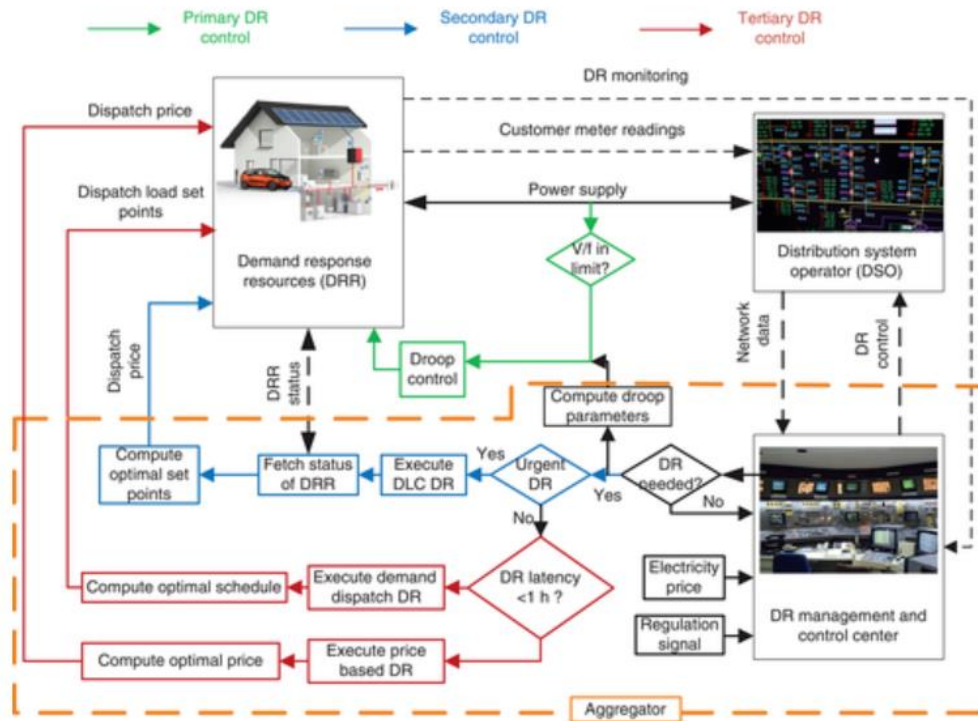 Primary DR
control
Secondary DR
control
Tertiary DR
control
DR monitoring
Dispatch price
Customer meter readings
Dispatch load set
points
Power supply
V/f in
limit?
Demand response
resources (DRR)
Distribution system
operator (DSO)
Dispatch
price
DRR
status
Droop
control
Network
data
DR
control
Compute droop
parameters
Compute
optimal set
points
Fetch status
of DRR
Execute
DLC DR
Yes
Urgent
DR
Yes
DR
needed?
No
No
Electricity
price
Regulation
signal
DR management and
control center
Compute optimal schedule
Execute demand
dispatch DR
DR latency
<1 h ?
Compute optimal price
Execute price
based DR
Aggregator